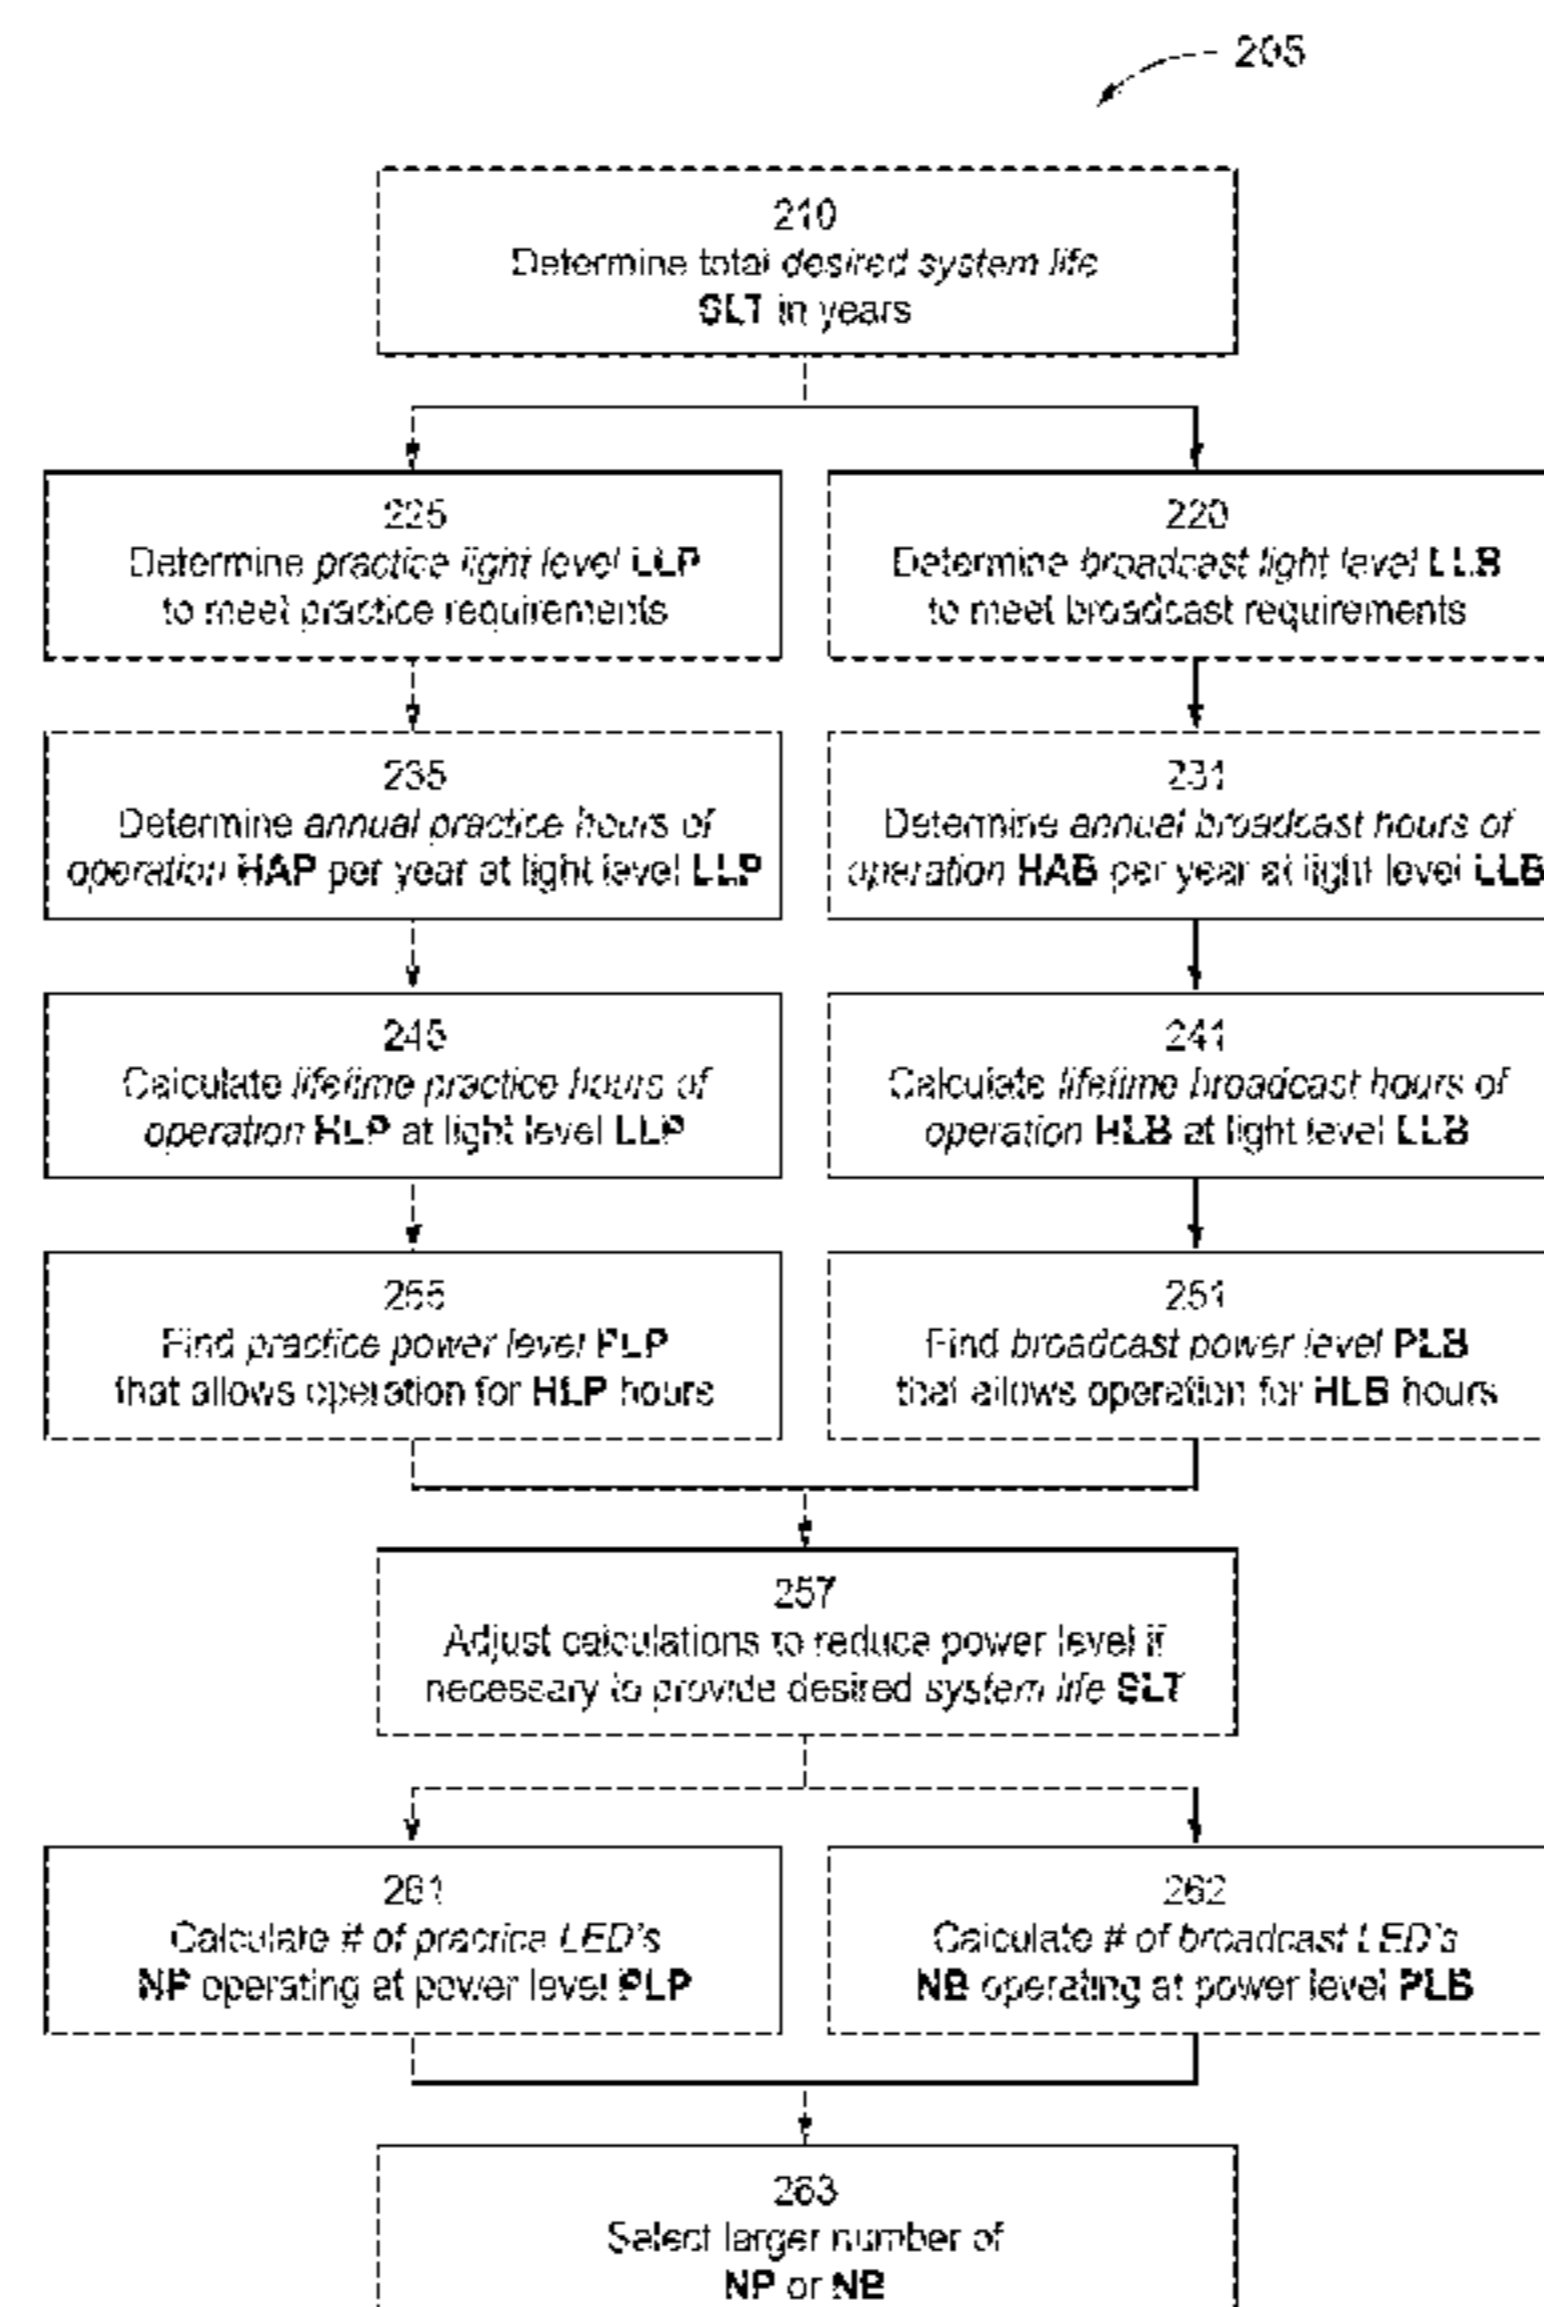 205
210
Determine total desired system life
SLT in years
225
Determine practice light level LLP
to meet practice requirements
220
Determine broadcast light level LLB
to meet broadcast requirements
235
Determine annual practice hours of
operation HAP per year at light level LLP
231
Determine annual broadcast hours of
operation HAB per year at light level LLB
245
Calculate lifetime practice hours of
operation HLP at light level LLP
241
Calculate lifetime broadcast hours of
operation HLB at light level LLB
255
Find practice power level PLP
that allows operation for HLP hours
251
Find broadcast power level PLB
that allows operation for HLB hours
257
Adjust calculations to reduce power level if
necessary to provide desired system life SLT
261
Calculate # of practice LED's
NP operating at power level PLP
262
Calculate # of broadcast LED's
NB operating at power level PLB
263
Select larger number of
NP or NB